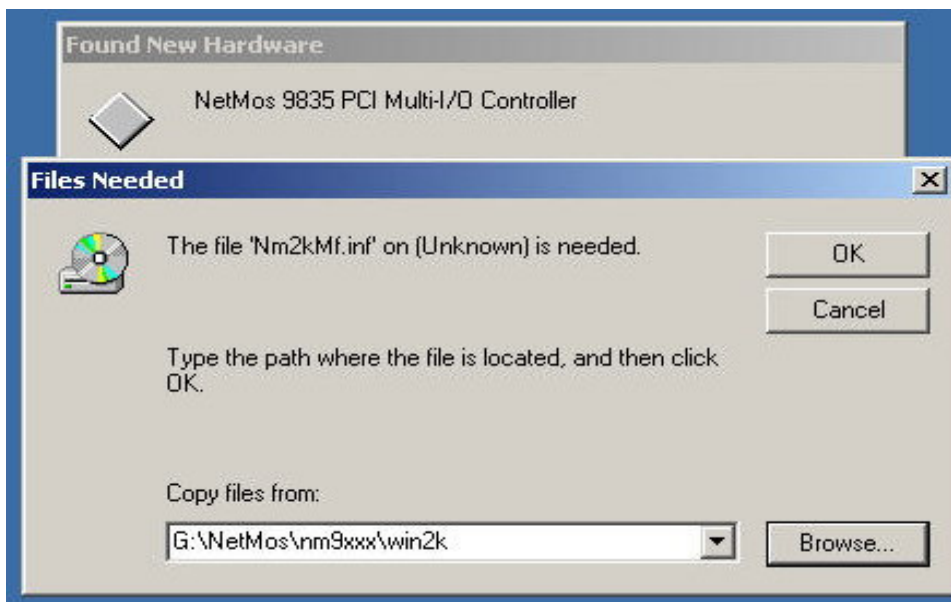 Found New Hardware
NetMos 9835 PCI Multi-I/O Controller
Files Needed
The file 'Nm2kMf.inf' on (Unknown) is needed.
OK
Cancel
Type the path where the file is located, and then click
OK.
Copy files from:
G:\NetMos\nm9xxx\win2k
Browse...